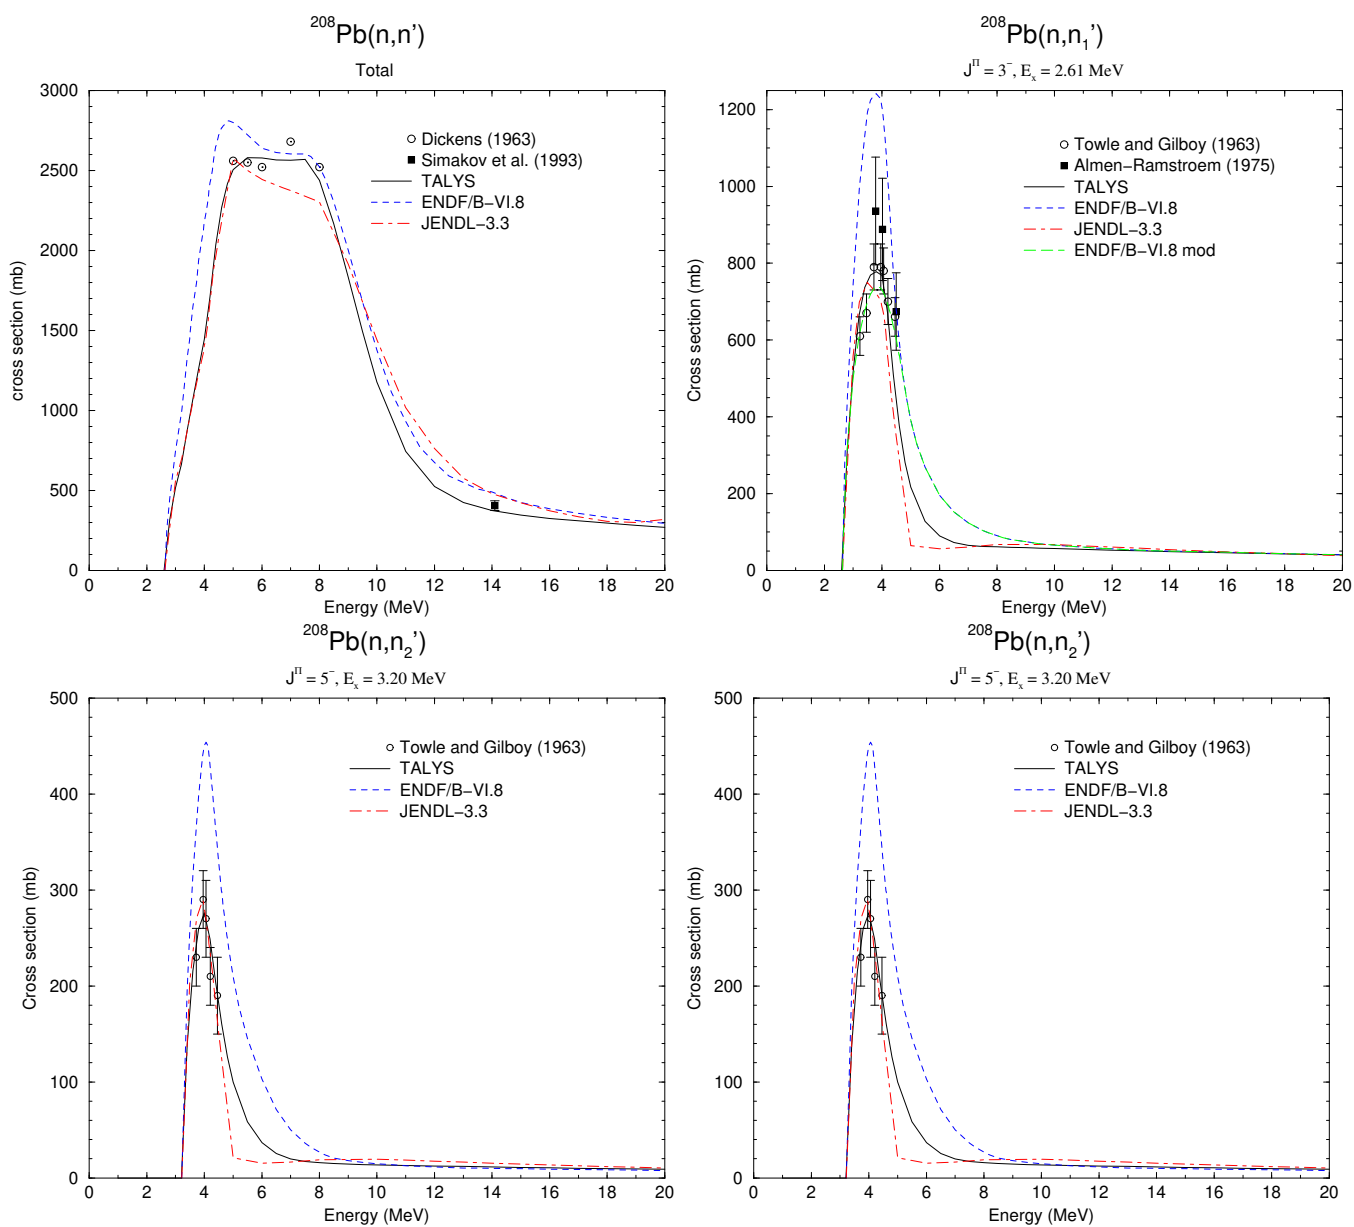 ²⁰⁸Pb(n,n’)
Total
3000
2500
2000
1500
1000
500
0
cross section (mb)
Dickens (1963)
Simakov et al. (1993)
TALYS
ENDF/B−VI.8
JENDL−3.3
0 2 4 6 8 10 12 14 16 18 20
Energy (MeV)
²⁰⁸Pb(n,n₁’)
J^Π = 3⁻, Eₓ = 2.61 MeV
1200
1000
800
600
400
200
0
Cross section (mb)
Towle and Gilboy (1963)
Almen−Ramstroem (1975)
TALYS
ENDF/B−VI.8
JENDL−3.3
ENDF/B−VI.8 mod
0 2 4 6 8 10 12 14 16 18 20
Energy (MeV)
²⁰⁸Pb(n,n₂’)
J^Π = 5⁻, Eₓ = 3.20 MeV
500
400
300
200
100
0
Cross section (mb)
Towle and Gilboy (1963)
TALYS
ENDF/B−VI.8
JENDL−3.3
0 2 4 6 8 10 12 14 16 18 20
Energy (MeV)
²⁰⁸Pb(n,n₂’)
J^Π = 5⁻, Eₓ = 3.20 MeV
500
400
300
200
100
0
Cross section (mb)
Towle and Gilboy (1963)
TALYS
ENDF/B−VI.8
JENDL−3.3
0 2 4 6 8 10 12 14 16 18 20
Energy (MeV)